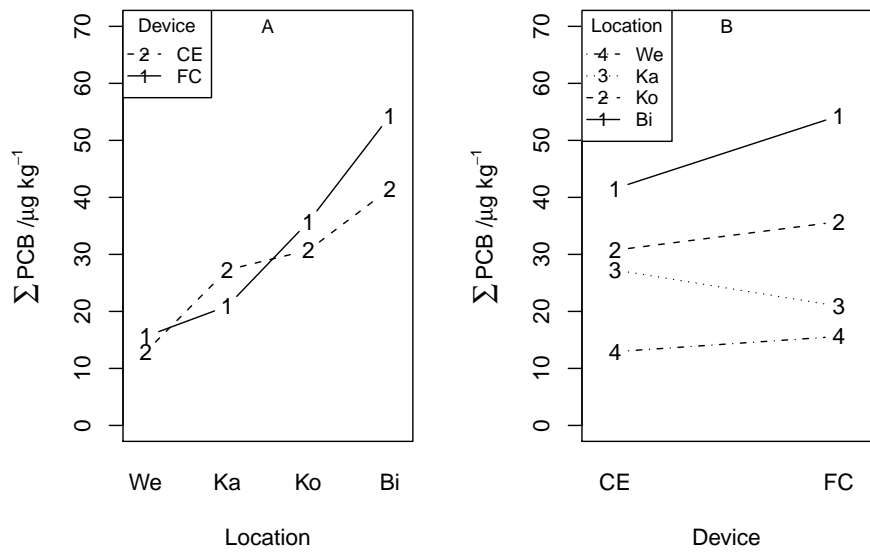 A
Device
2 CE
1 FC
70
60
50
40
30
20
10
0
∑ PCB /µg kg⁻¹
1
2
1
2
1
2
1
2
We Ka Ko Bi
Location
B
Location
4 We
3 Ka
2 Ko
1 Bi
70
60
50
40
30
20
10
0
∑ PCB /µg kg⁻¹
1 1
2 2
3 3
4 4
CE FC
Device